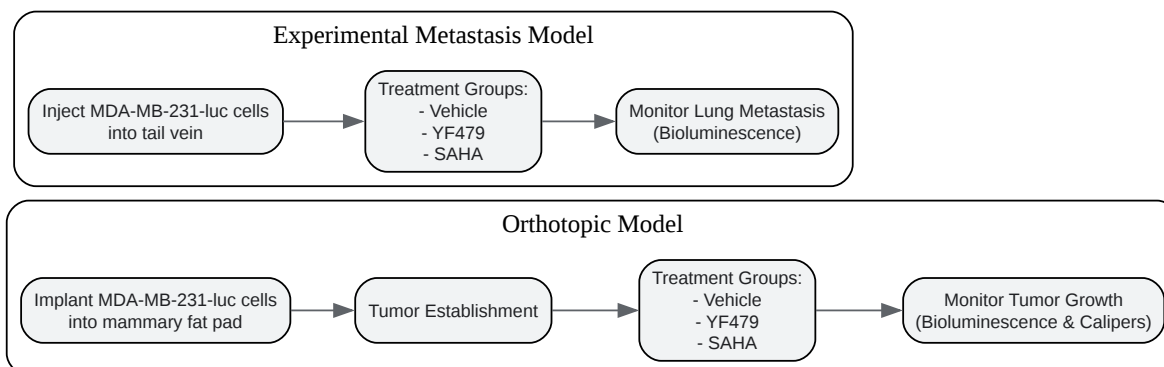 Experimental Metastasis Model
Inject MDA-MB-231-luc cells
into tail vein
Treatment Groups:
- Vehicle
- YF479
- SAHA
Monitor Lung Metastasis
(Bioluminescence)
Orthotopic Model
Implant MDA-MB-231-luc cells
into mammary fat pad
Tumor Establishment
Treatment Groups:
- Vehicle
- YF479
- SAHA
Monitor Tumor Growth
(Bioluminescence & Calipers)